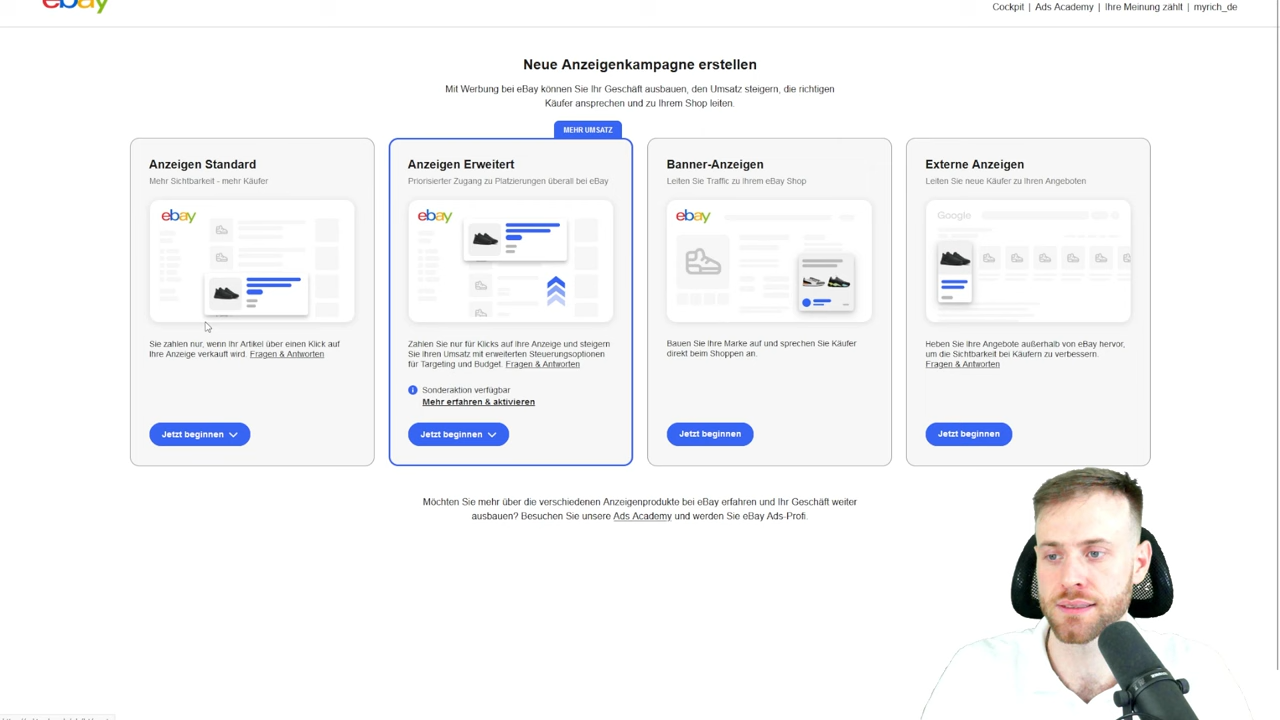 ebay
Cockpit | Ads Academy | Ihre Meinung zählt | myrich_de
Neue Anzeigenkampagne erstellen
Mit Werbung bei eBay können Sie Ihr Geschäft ausbauen, den Umsatz steigern, die richtigen
Käufer ansprechen und zu Ihrem Shop leiten.
Anzeigen Standard
Mehr Sichtbarkeit - mehr Käufer
ebay
Sie zahlen nur, wenn Ihr Artikel über einen Klick auf
Ihre Anzeige verkauft wird. Fragen & Antworten
Jetzt beginnen
MEHR UMSATZ
Anzeigen Erweitert
Priorisierter Zugang zu Platzierungen überall bei eBay
ebay
Zahlen Sie nur für Klicks auf Ihre Anzeige und steigern
Sie Ihren Umsatz mit erweiterten Steuerungsoptionen
für Targeting und Budget. Fragen & Antworten
Sonderaktion verfügbar
Mehr erfahren & aktivieren
Jetzt beginnen
Banner-Anzeigen
Leiten Sie Traffic zu Ihrem eBay Shop
ebay
Bauen Sie Ihre Marke auf und sprechen Sie Käufer
direkt beim Shoppen an.
Jetzt beginnen
Externe Anzeigen
Leiten Sie neue Käufer zu Ihren Angeboten
Google
Heben Sie Ihre Angebote außerhalb von eBay hervor,
um die Sichtbarkeit bei Käufern zu verbessern.
Fragen & Antworten
Jetzt beginnen
Möchten Sie mehr über die verschiedenen Anzeigenprodukte bei eBay erfahren und Ihr Geschäft weiter
ausbauen? Besuchen Sie unsere Ads Academy und werden Sie eBay Ads-Profi.